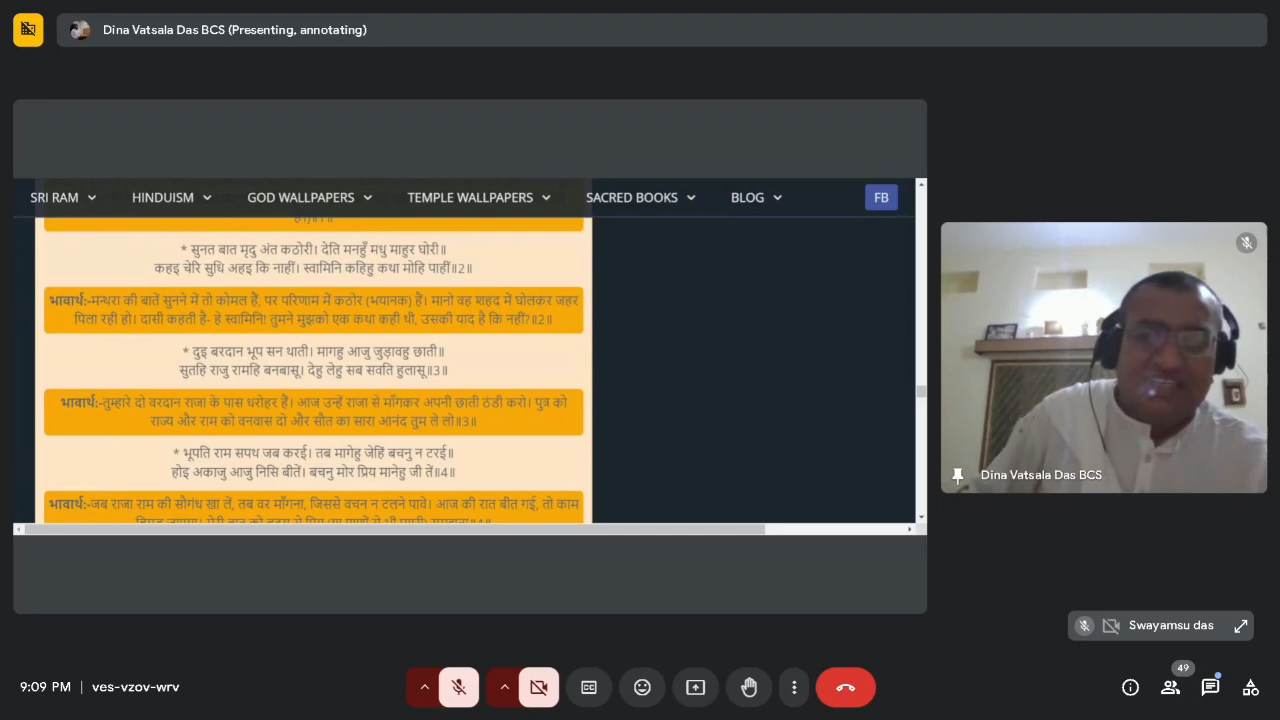 Dina Vatsala Das BCS (Presenting, annotating)
SRI RAM HINDUISM GOD WALLPAPERS TEMPLE WALLPAPERS SACRED BOOKS BLOG FB
* सुनत बात मृदु अंत कठोरी। देति मनहुँ मधु माहुर घोरी॥
कहइ चेरि सुधि अहइ कि नाहीं। स्वामिनि कहिहु कथा मोहि पाहीं॥2॥
भावार्थ:-मन्थरा की बातें सुनने में तो कोमल हैं, पर परिणाम में कठोर (भयानक) हैं। मानो वह शहद में घोलकर जहर
पिला रही हो। दासी कहती है- हे स्वामिनि! तुमने मुझको एक कथा कही थी, उसकी याद है कि नहीं?॥2॥
* दुइ बरदान भूप सन थाती। मागहु आजु जुड़ावहु छाती॥
सुतहि राजु रामहि बनबासू। देहु लेहु सब सवति हुलासू॥3॥
भावार्थ:-तुम्हारे दो वरदान राजा के पास धरोहर हैं। आज उन्हें राजा से माँगकर अपनी छाती ठंडी करो। पुत्र को
राज्य और राम को वनवास दो और सौत का सारा आनंद तुम ले लो॥3॥
* भूपति राम सपथ जब करई। तब मागेहु जेहिं बचनु न टरई॥
होइ अकाजु आजु निसि बीतें। बचनु मोर प्रिय मानेहु जी तें॥4॥
भावार्थ:-जब राजा राम की सौगंध खा लें, तब वर माँगना, जिससे वचन न टलने पावे। आज की रात बीत गई, तो काम
Dina Vatsala Das BCS
Swayamsu das
9:09 PM | ves-vzov-wrv
49